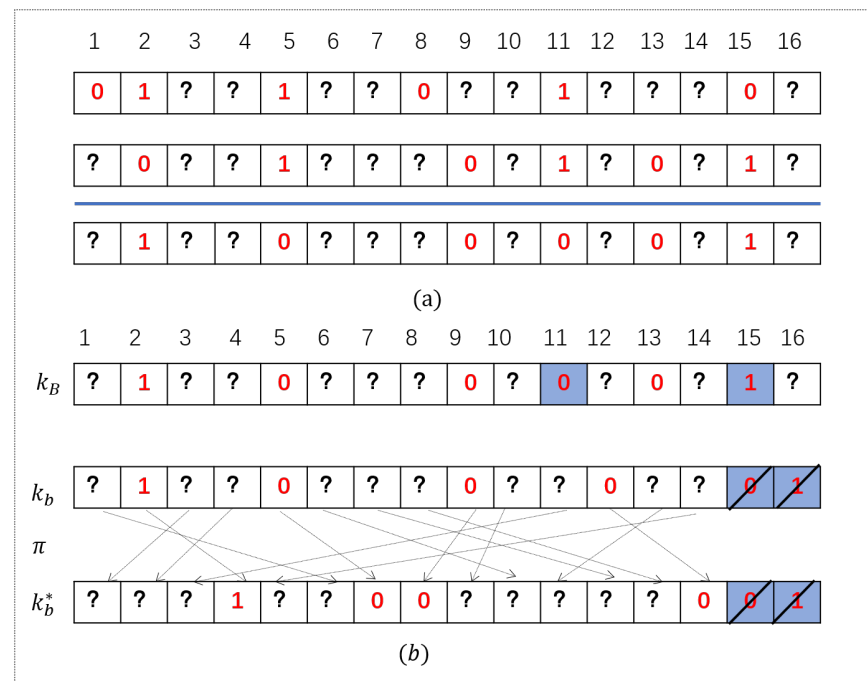 1 2 3 4 5 6 7 8 9 10 11 12 13 14 15 16
0 1 ? ? 1 ? ? 0 ? ? 1 ? ? ? 0 ?
? 0 ? ? 1 ? ? ? 0 ? 1 ? 0 ? 1 ?
? 1 ? ? 0 ? ? ? 0 ? 0 ? 0 ? 1 ?
(a)
1 2 3 4 5 6 7 8 9 10 11 12 13 14 15 16
k_B ? 1 ? ? 0 ? ? ? 0 ? 0 ? 0 ? 1 ?
k_b ? 1 ? ? 0 ? ? ? 0 ? ? 0 ? ? 0 1
π
k_b^* ? ? ? 1 ? ? 0 0 ? ? ? ? ? 0 0 1
(b)